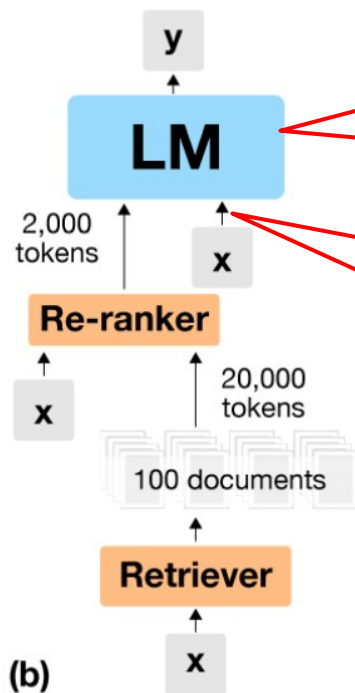 y
LM
2,000
tokens
x
Re-ranker
x
20,000
tokens
100 documents
Retriever
x
(b)